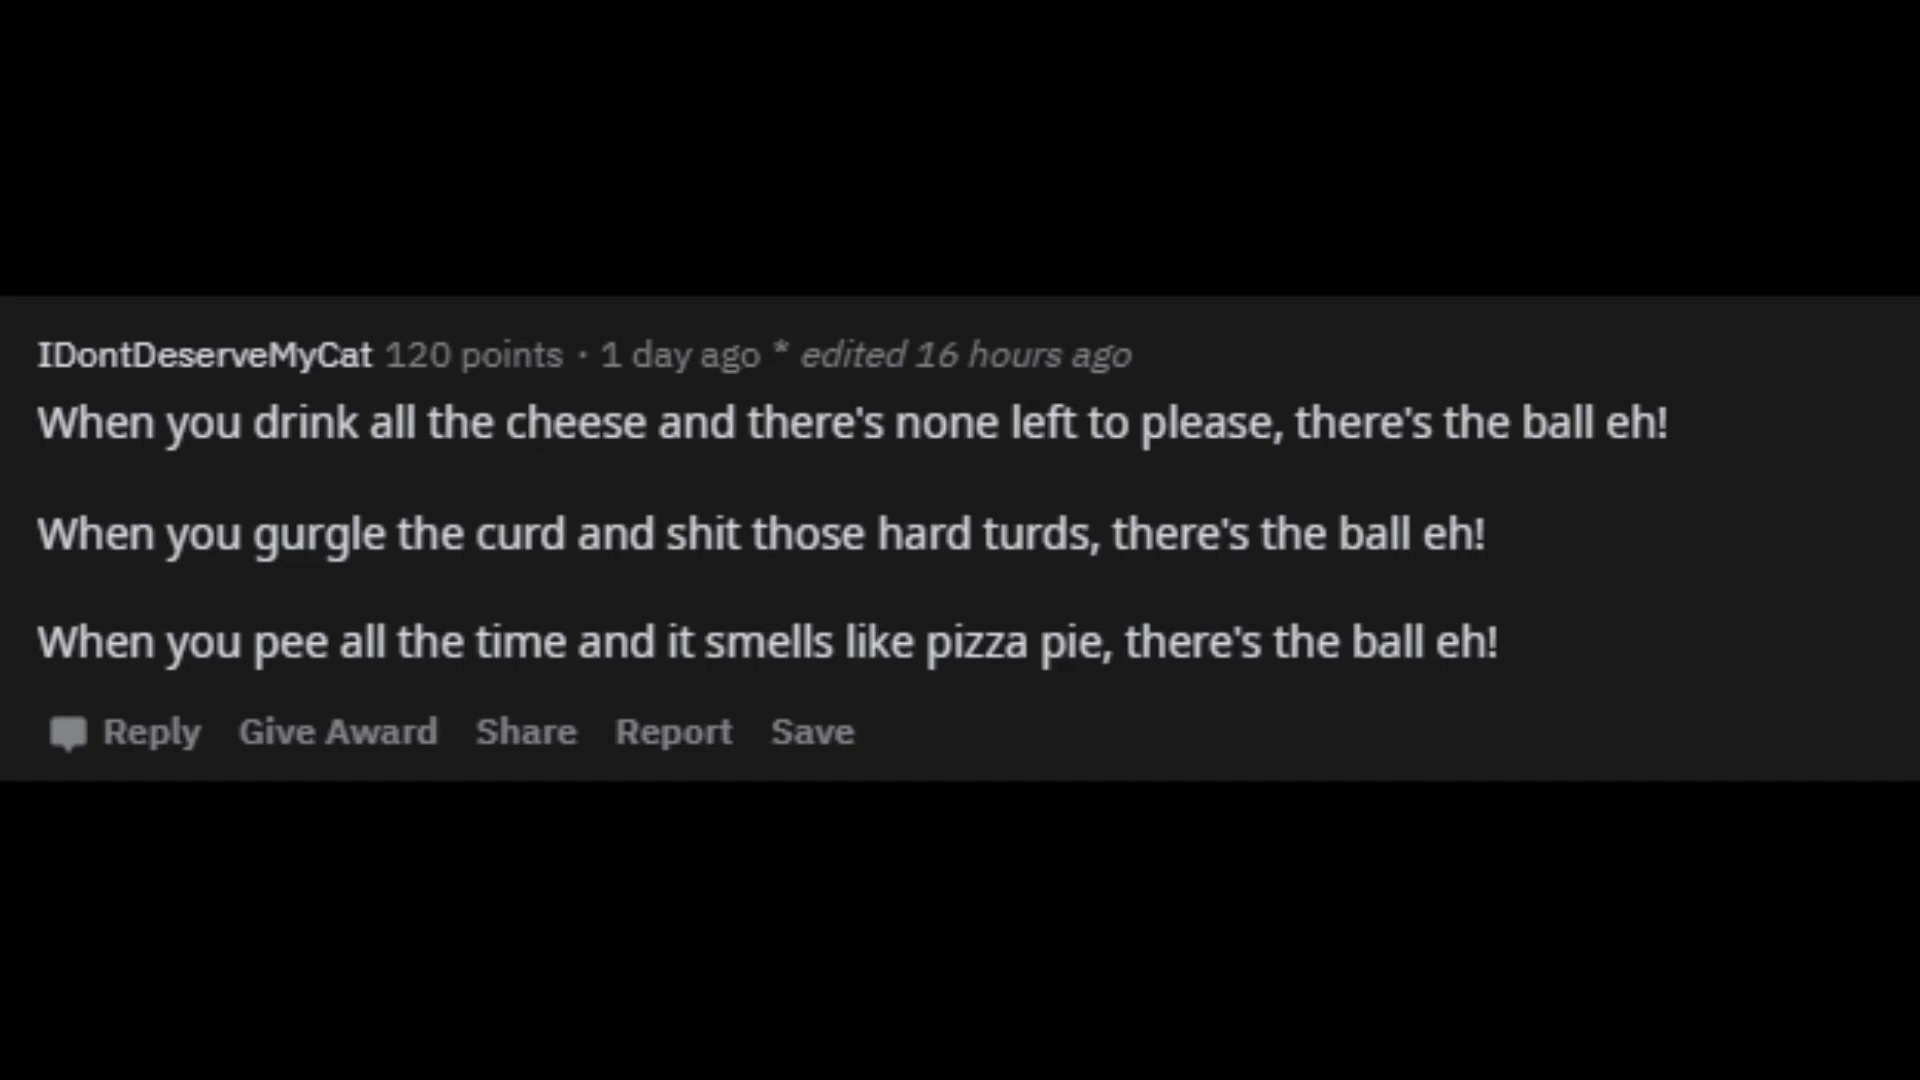 IDontDeserveMyCat 120 points · 1 day ago * edited 16 hours ago
When you drink all the cheese and there's none left to please, there's the ball eh!
When you gurgle the curd and shit those hard turds, there's the ball eh!
When you pee all the time and it smells like pizza pie, there's the ball eh!
Reply Give Award Share Report Save